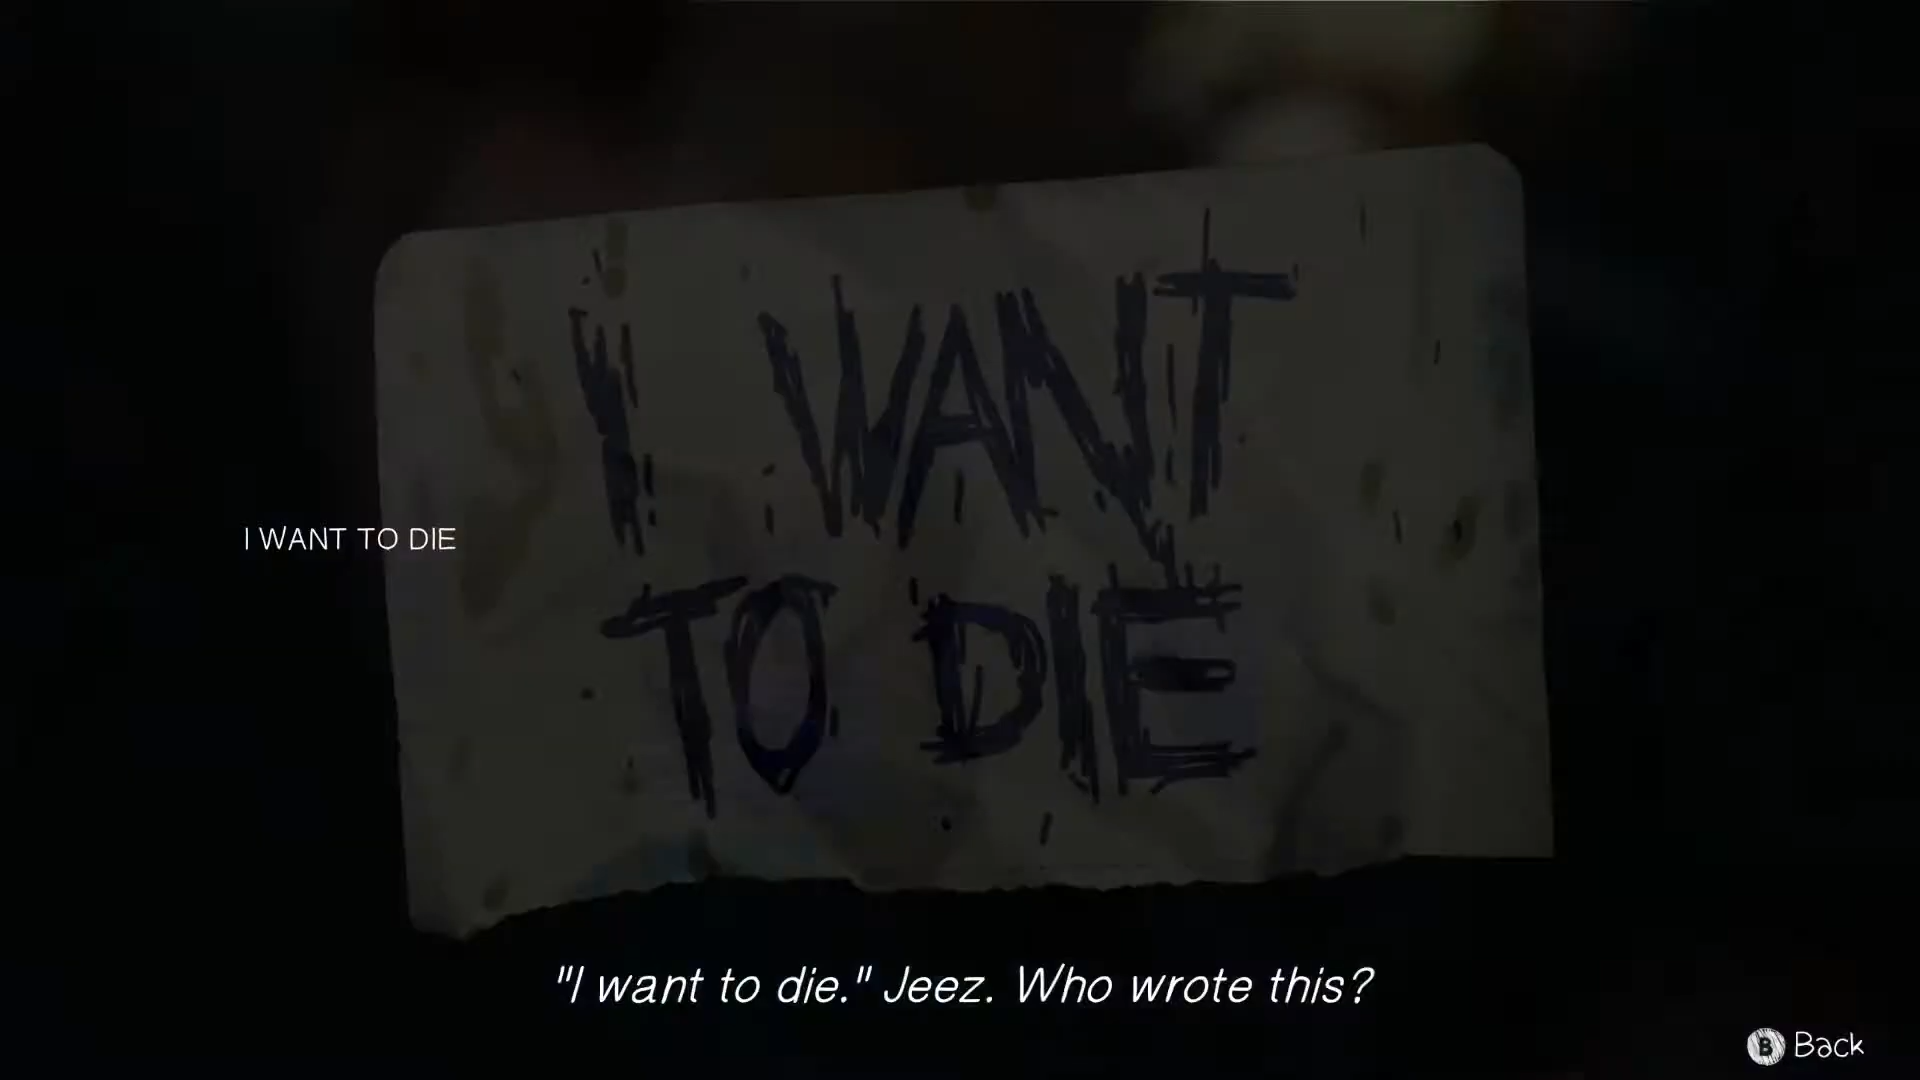 I WANT
TO DIE
I WANT TO DIE
"I want to die." Jeez. Who wrote this?
B Back